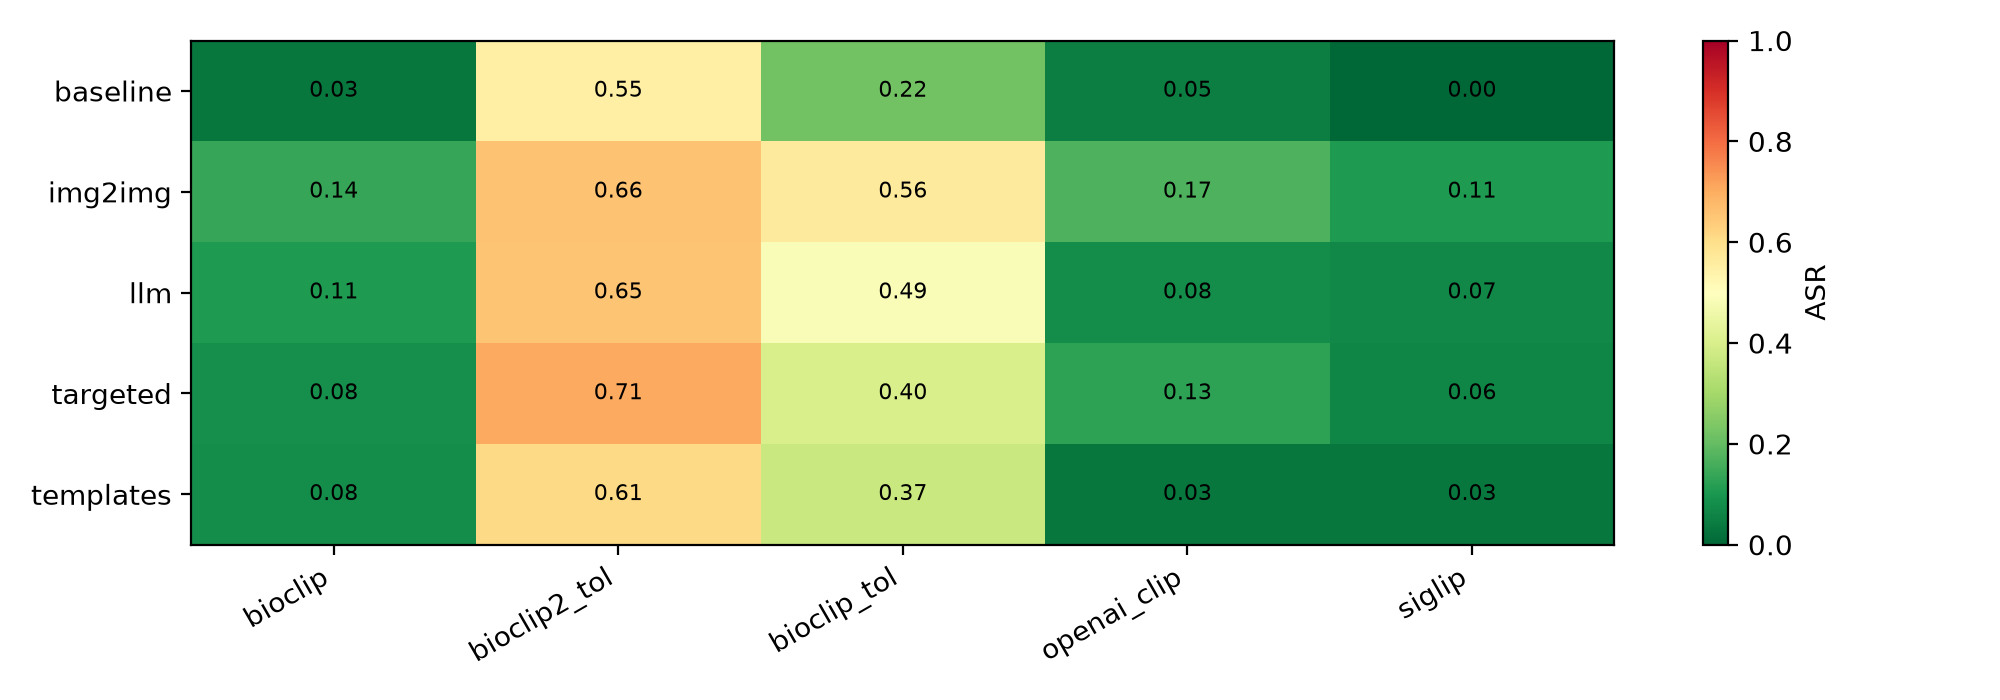 baseline 0.03 0.55 0.22 0.05 0.00
img2img 0.14 0.66 0.56 0.17 0.11
llm 0.11 0.65 0.49 0.08 0.07
targeted 0.08 0.71 0.40 0.13 0.06
templates 0.08 0.61 0.37 0.03 0.03
bioclip bioclip2_tol bioclip_tol openai_clip siglip
1.0
0.8
0.6
0.4
0.2
0.0
ASR